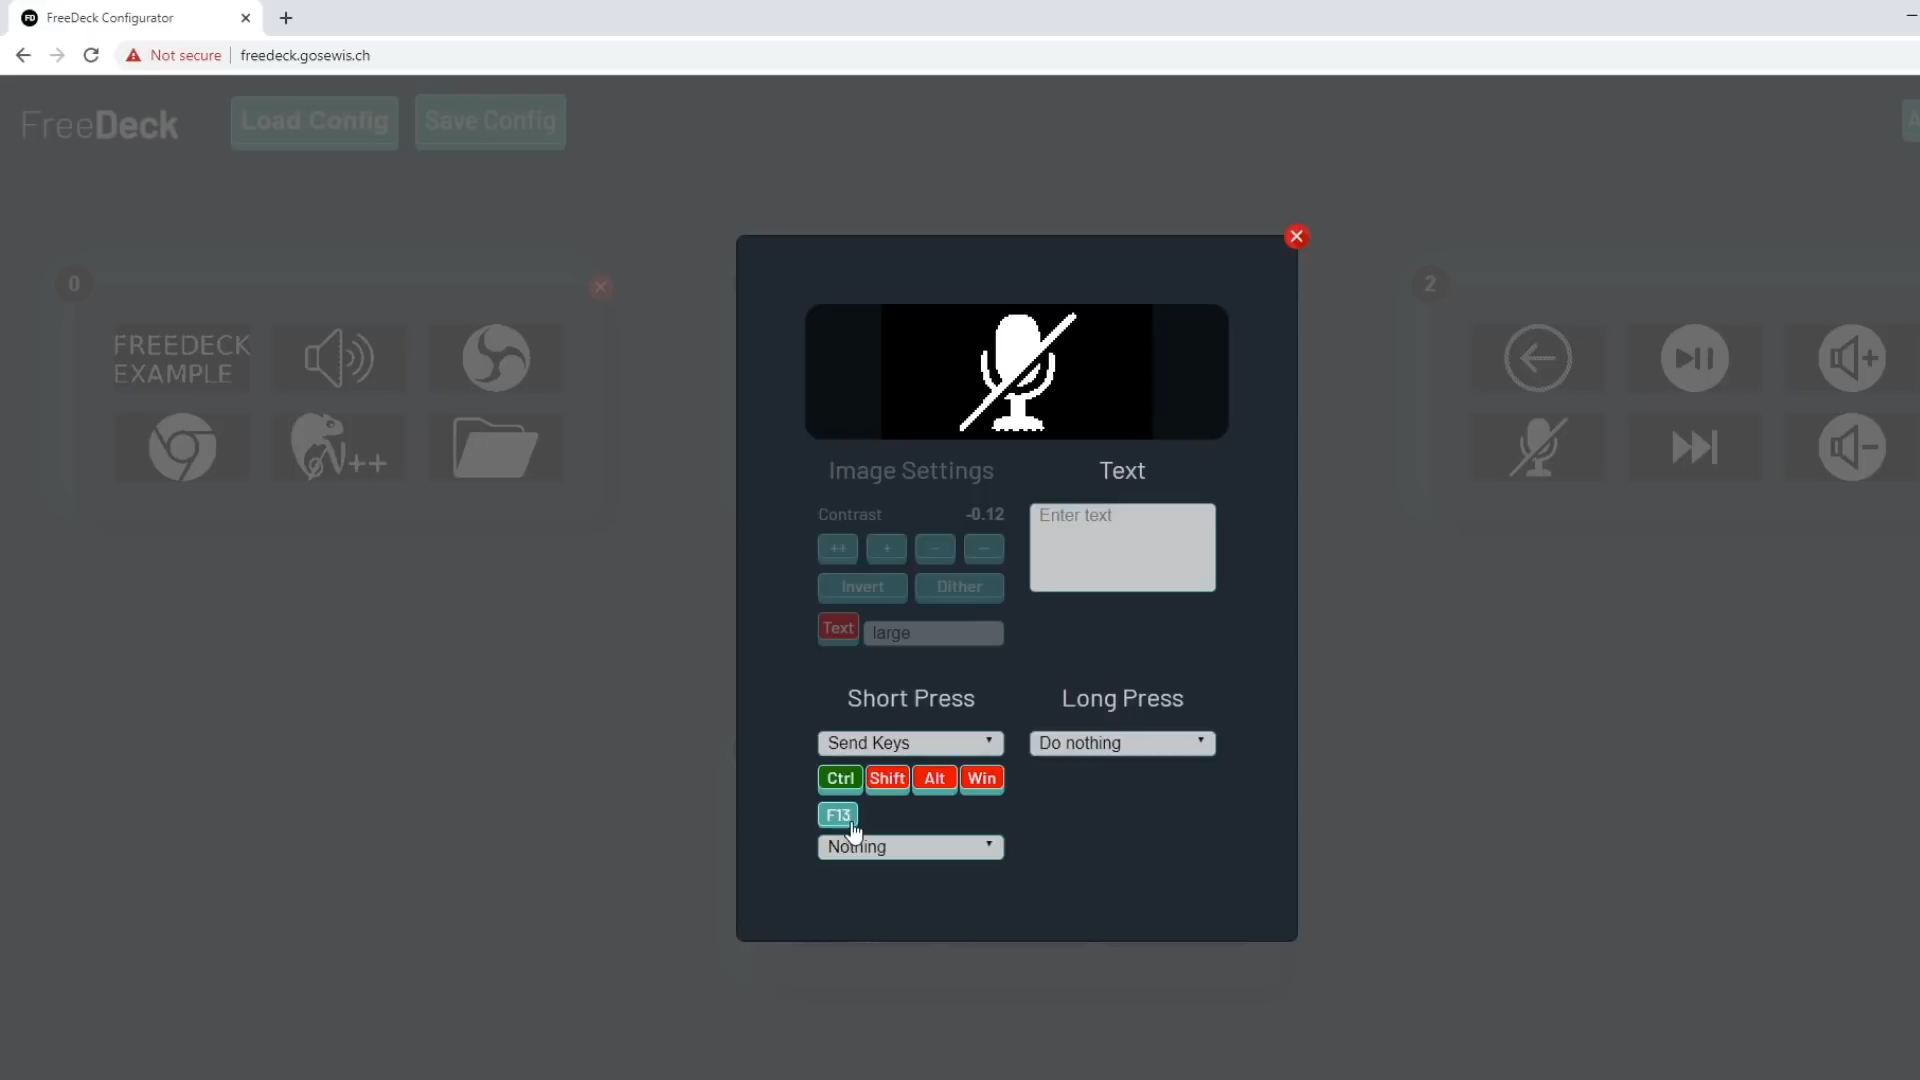 FreeDeck Configurator
Not secure
freedeck.gosewis.ch
FreeDeck
Load Config
Save Config
0
2
FREEDECK
EXAMPLE
++
Image Settings
Text
Contrast
-0.12
Enter text
++
+
-
--
Invert
Dither
Text
large
Short Press
Long Press
Send Keys
Do nothing
Ctrl
Shift
Alt
Win
F13
Nothing